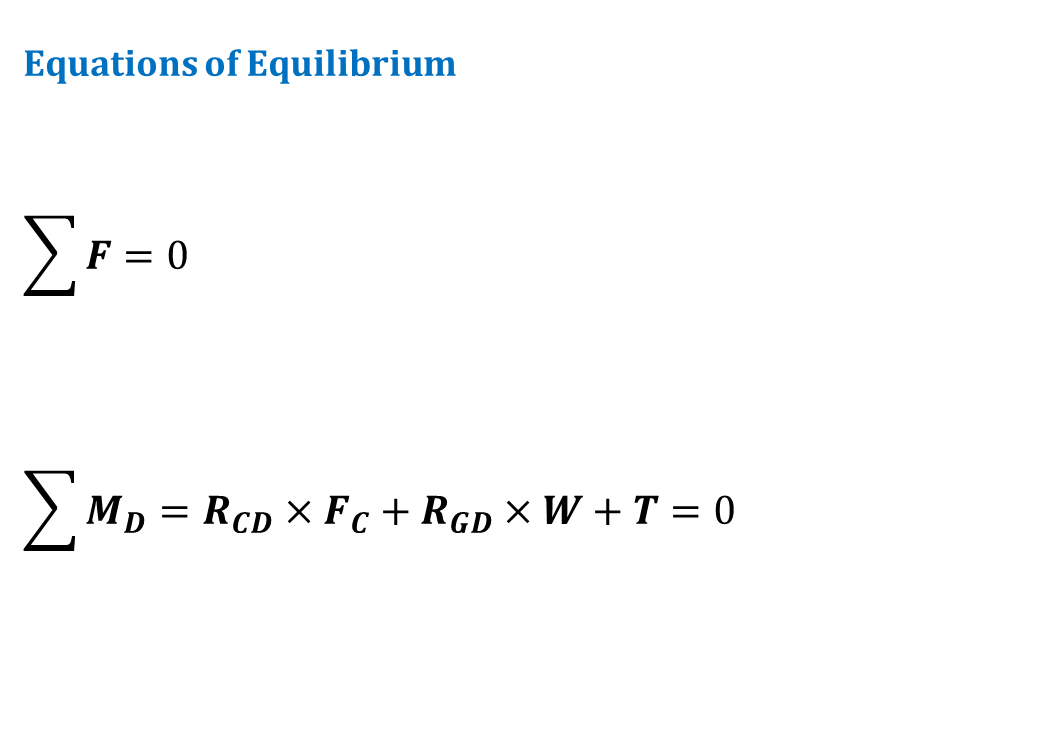 Equations of Equilibrium
∑ F = 0
∑ M_D = R_CD × F_C + R_GD × W + T = 0